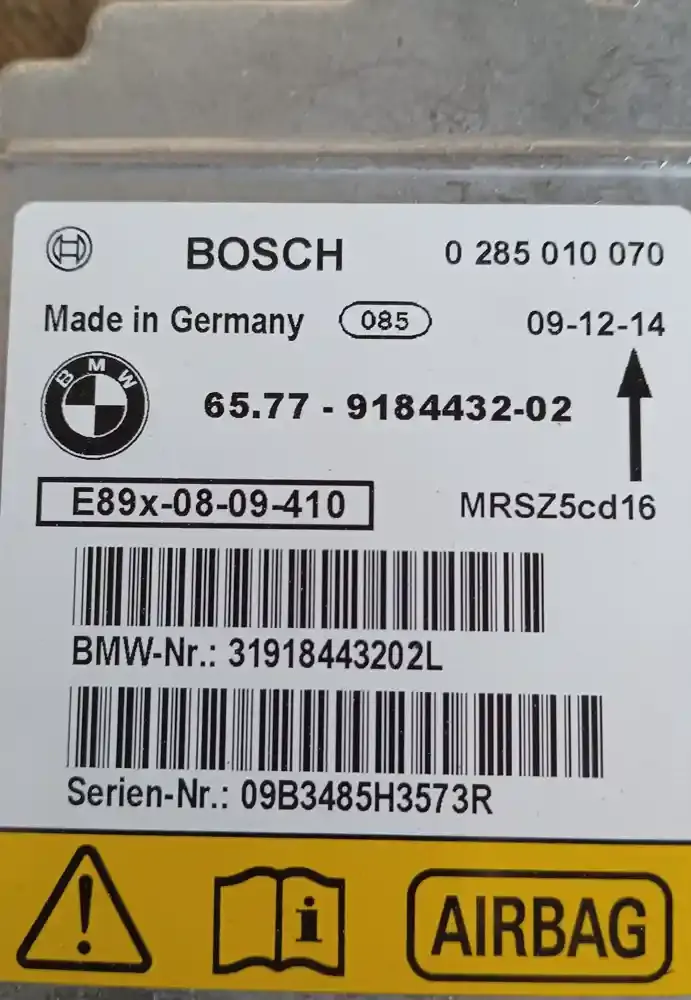 BOSCH 0 285 010 070
Made in Germany 085 09-12-14
BMW 65.77 - 9184432-02
E89x-08-09-410 MRSZ5cd16
BMW-Nr.: 31918443202L
Serien-Nr.: 09B3485H3573R
! i AIRBAG